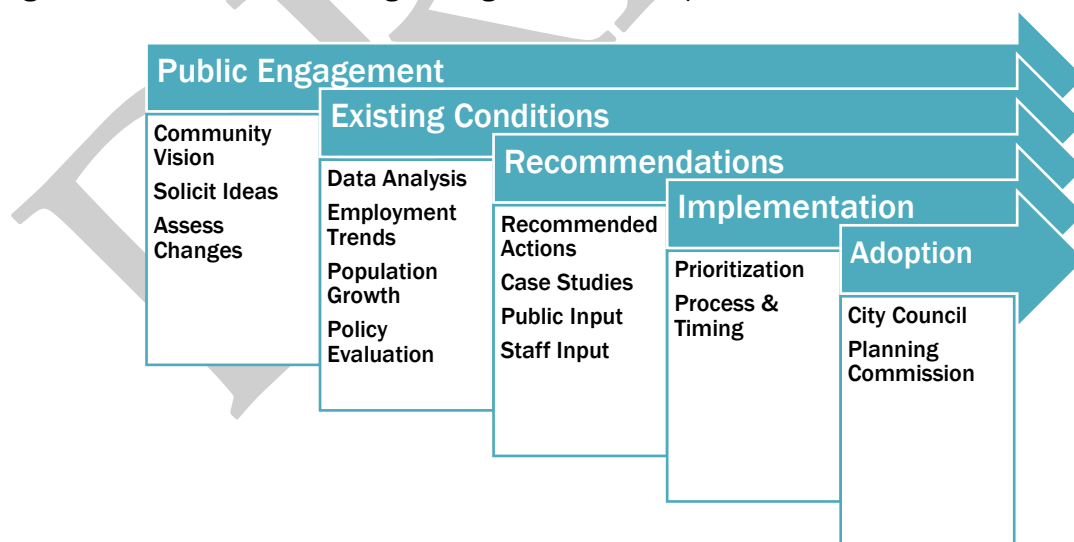 Public Engagement
Community
Vision
Solicit Ideas
Assess
Changes
Existing Conditions
Data Analysis
Employment
Trends
Population
Growth
Policy
Evaluation
Recommendations
Recommended
Actions
Case Studies
Public Input
Staff Input
Implementation
Prioritization
Process &
Timing
Adoption
City Council
Planning
Commission